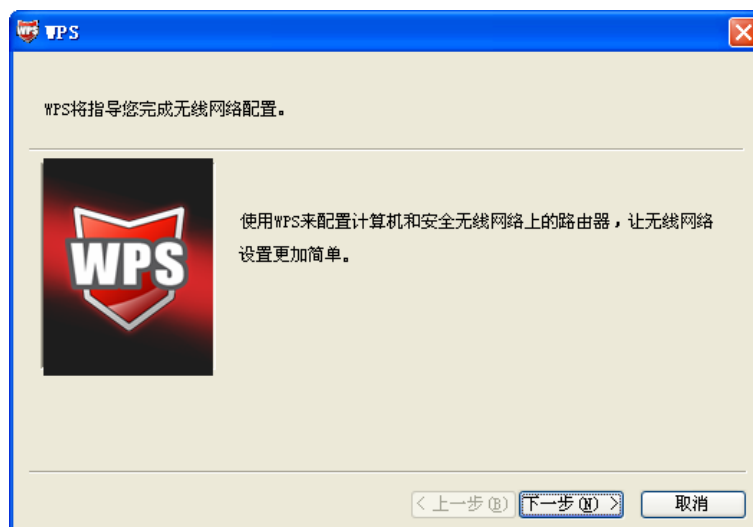 WPS
WPS将指导您完成无线网络配置。
WPS
使用WPS来配置计算机和安全无线网络上的路由器，让无线网络
设置更加简单。
< 上一步(B) 下一步(N) > 取消